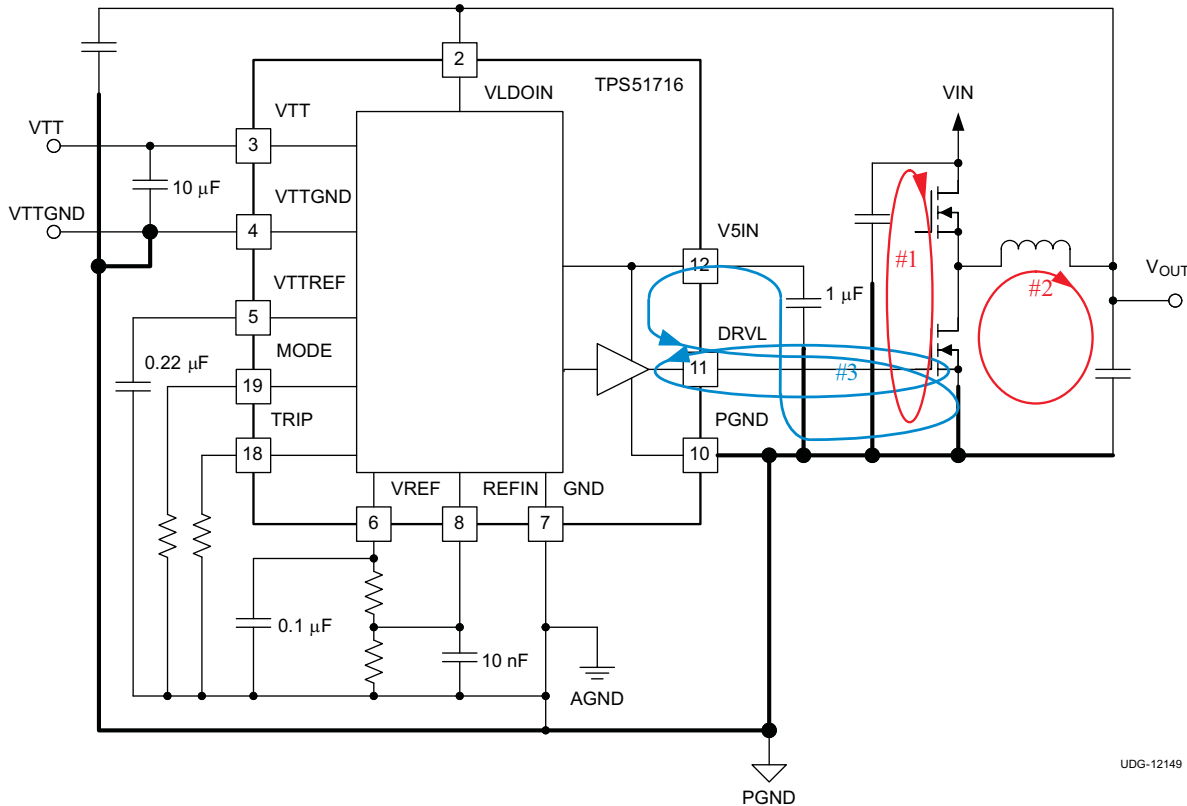 2
TPS51716
VLDOIN
VIN
VTT
VTT
3
10 μF
VTTGND
VTTGND
4
V5IN
#1
12
VTTREF
#2
VOUT
5
1 μF
MODE
DRVL
0.22 μF
11
#3
19
TRIP
PGND
18
10
VREF
REFIN
GND
6
8
7
0.1 μF
10 nF
AGND
PGND
UDG-12149